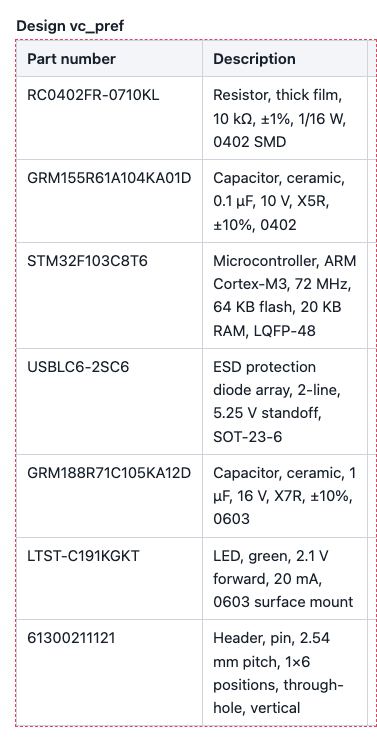 Design vc_pref
Part number Description
RC0402FR-0710KL Resistor, thick film,
10 kΩ, ±1%, 1/16 W,
0402 SMD
GRM155R61A104KA01D Capacitor, ceramic,
0.1 µF, 10 V, X5R,
±10%, 0402
STM32F103C8T6 Microcontroller, ARM
Cortex-M3, 72 MHz,
64 KB flash, 20 KB
RAM, LQFP-48
USBLC6-2SC6 ESD protection
diode array, 2-line,
5.25 V standoff,
SOT-23-6
GRM188R71C105KA12D Capacitor, ceramic, 1
µF, 16 V, X7R, ±10%,
0603
LTST-C191KGKT LED, green, 2.1 V
forward, 20 mA,
0603 surface mount
61300211121 Header, pin, 2.54
mm pitch, 1×6
positions, through-
hole, vertical